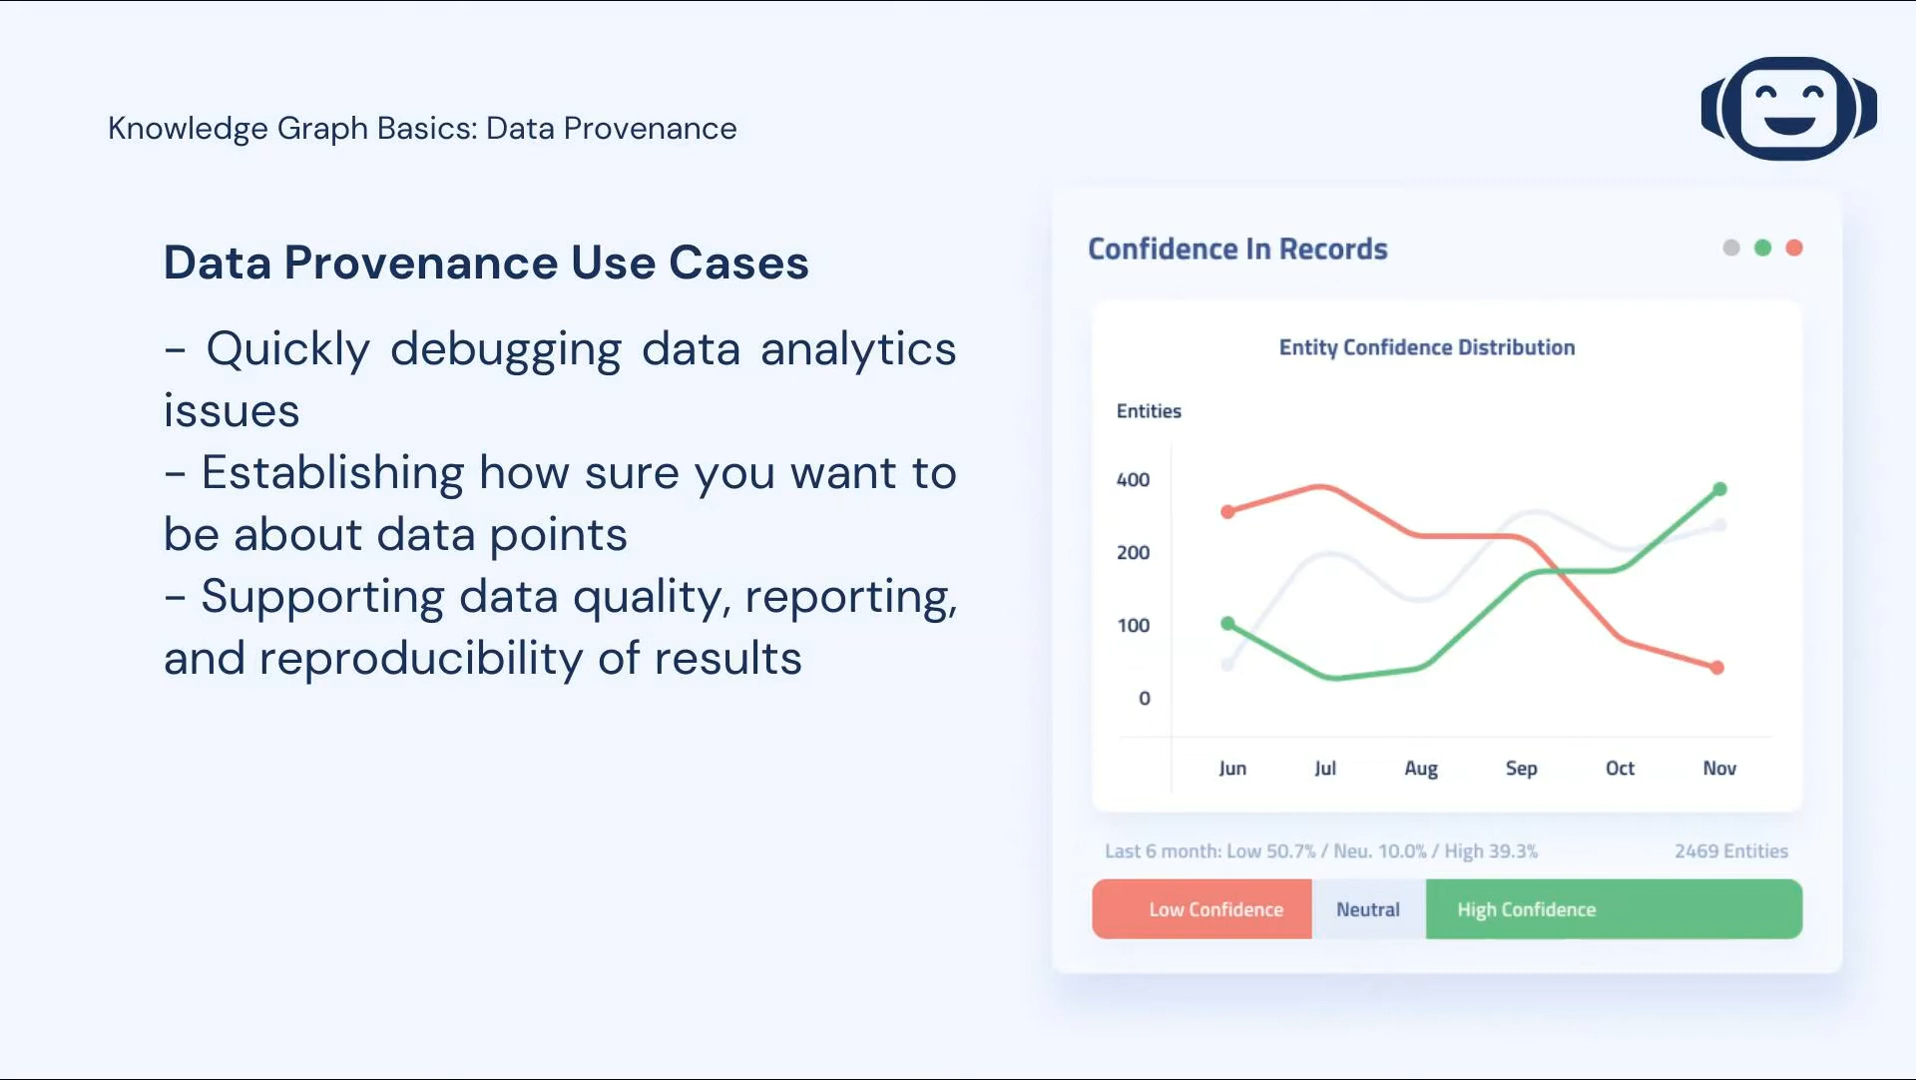 Knowledge Graph Basics: Data Provenance
Data Provenance Use Cases
- Quickly debugging data analytics
issues
- Establishing how sure you want to
be about data points
- Supporting data quality, reporting,
and reproducibility of results
Confidence In Records
Entity Confidence Distribution
Entities
400
200
100
0
Jun Jul Aug Sep Oct Nov
Last 6 month: Low 50.7% / Neu. 10.0% / High 39.3% 2469 Entities
Low Confidence Neutral High Confidence